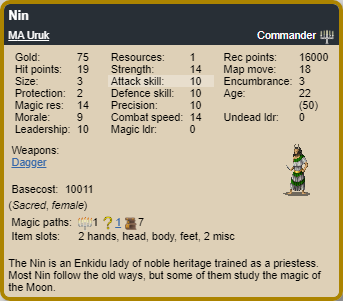 Nin
MA Uruk Commander
Gold: 75 Resources: 1 Rec points: 16000
Hit points: 19 Strength: 14 Map move: 18
Size: 3 Attack skill: 10 Encumbrance: 3
Protection: 2 Defence skill: 10 Age: 22
Magic res: 14 Precision: 10 (50)
Morale: 9 Combat speed: 14 Undead ldr: 0
Leadership: 10 Magic ldr: 0
Weapons:
Dagger
Basecost: 10011
(Sacred, female)
Magic paths: 1 ? 1 7
Item slots: 2 hands, head, body, feet, 2 misc
The Nin is an Enkidu lady of noble heritage trained as a priestess.
Most Nin follow the old ways, but some of them study the magic of
the Moon.